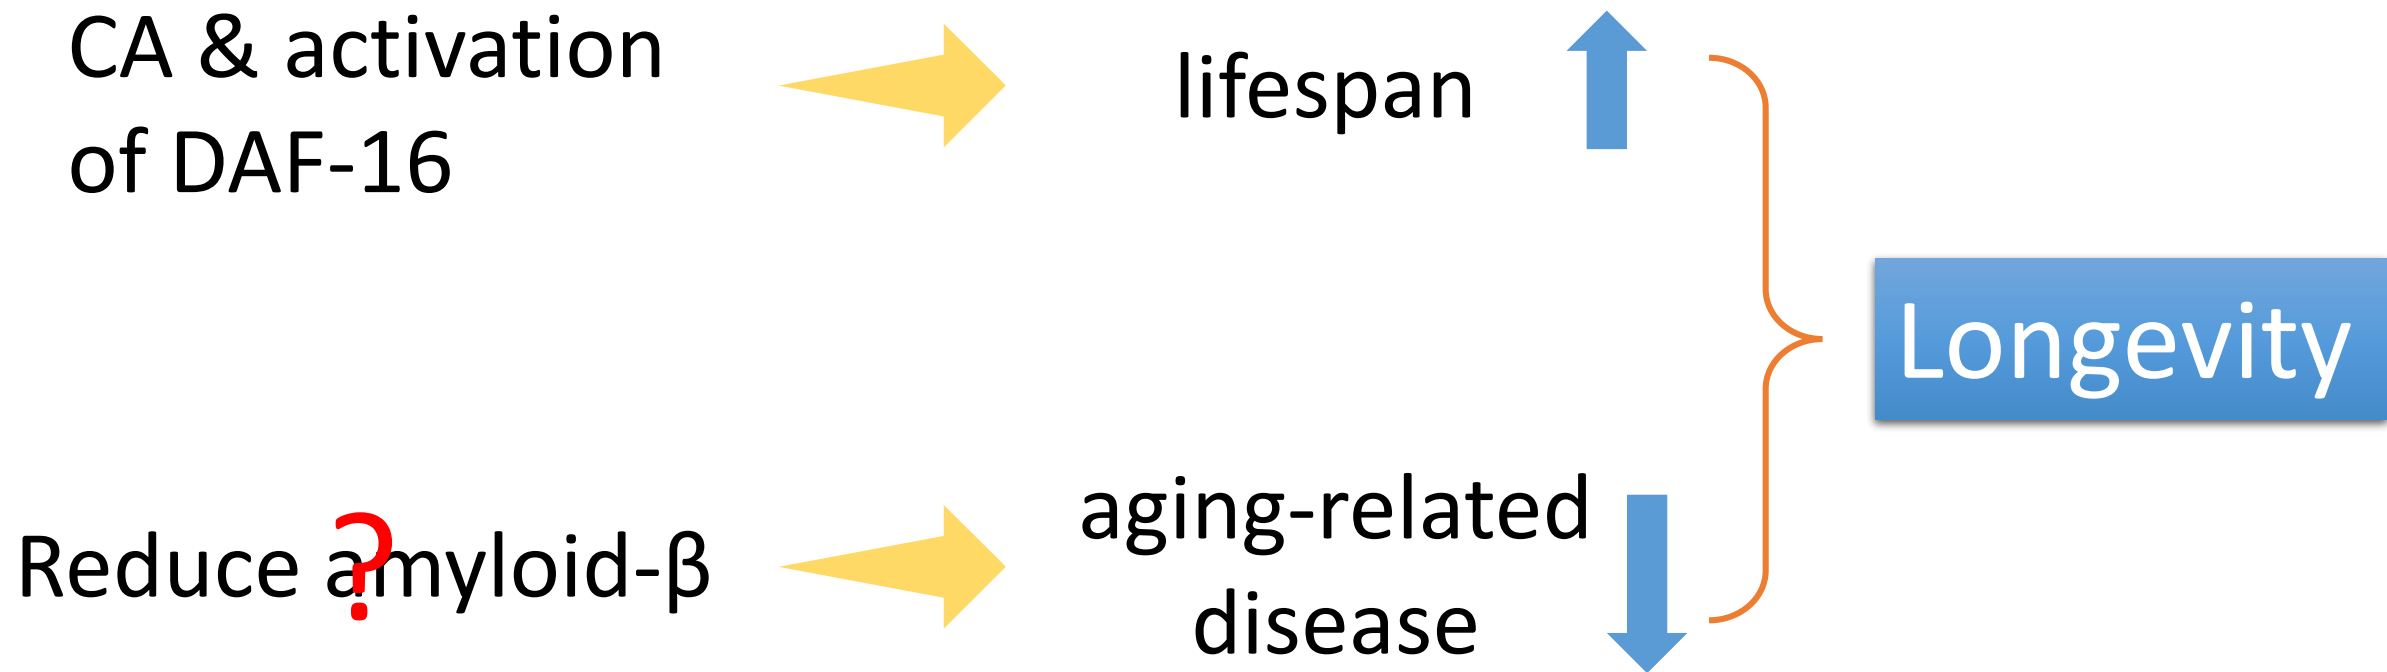 CA & activation
of DAF-16
lifespan
Longevity
Reduce amyloid-β
?
aging-related
disease